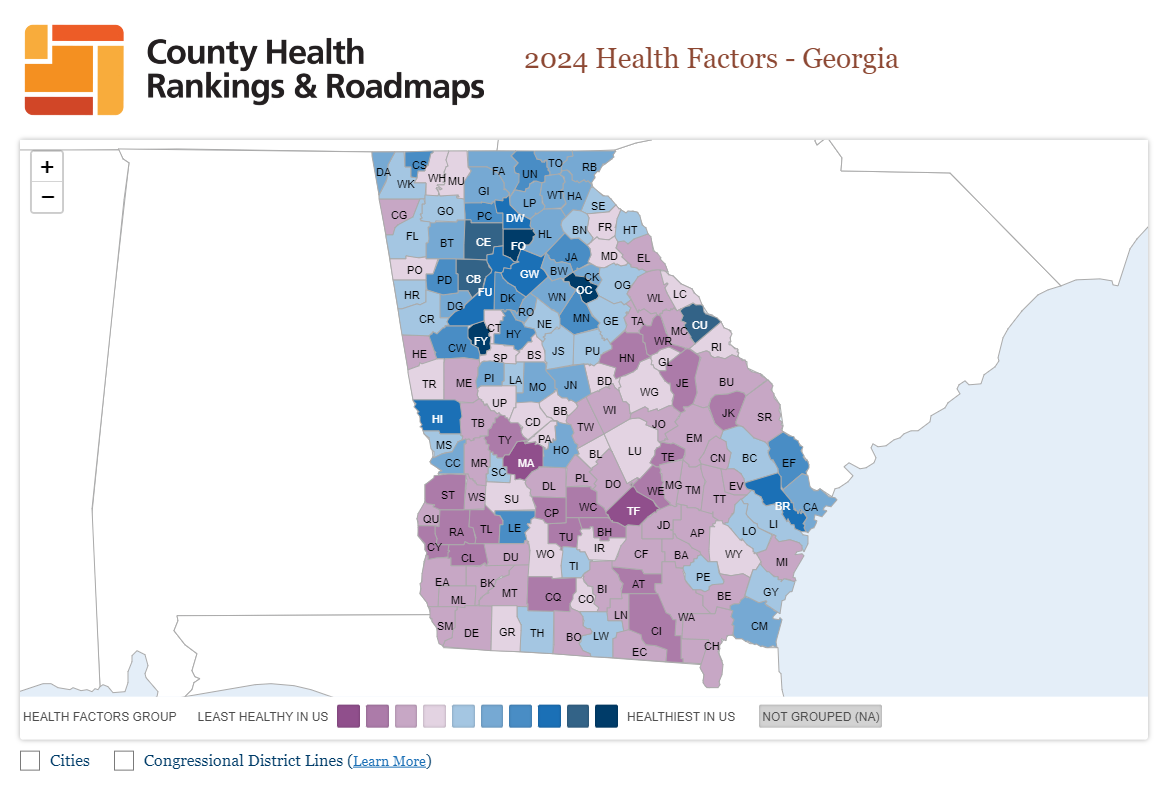 County Health
Rankings & Roadmaps
2024 Health Factors - Georgia
+
−
DA WK CS WH MU FA UN TO RB
GI LP WT HA SE
CG GO PC DW
FL BT CE FO HL BN FR HT
PO PD CB GW BW JA MD EL
HR DG FU DK WN CK OC OG WL LC
CR CT HY RO NE MN GE TA MC CU
HE CW FY SP BS JS PU HN WR GL RI
TR ME PI LA MO JN BD WG JE BU
HI TB UP CD BB TW WI JO JK SR
MS TY PA HO BL LU EM
CC MR SC MA TE CN BC EF
ST WS SU DL PL DO WE MG TM EV TT BR CA
QU RA TL LE CP WC TF JD AP LO LI
CY CL DU WO TU BH IR CF BA WY MI
EA BK MT TI BI AT PE GY
ML CQ CO BE
SM DE GR TH BO LW LN CI WA CM
EC CH
HEALTH FACTORS GROUP LEAST HEALTHY IN US HEALTHIEST IN US NOT GROUPED (NA)
Cities Congressional District Lines (Learn More)